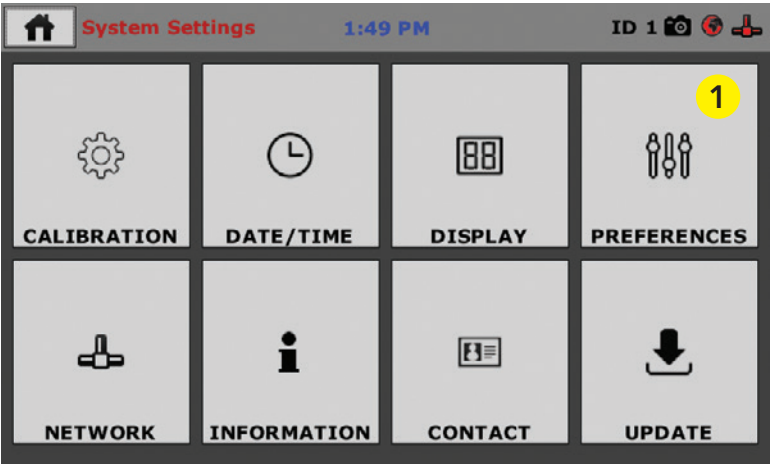 System Settings 1:49 PM ID 1
1
CALIBRATION DATE/TIME DISPLAY PREFERENCES
NETWORK INFORMATION CONTACT UPDATE